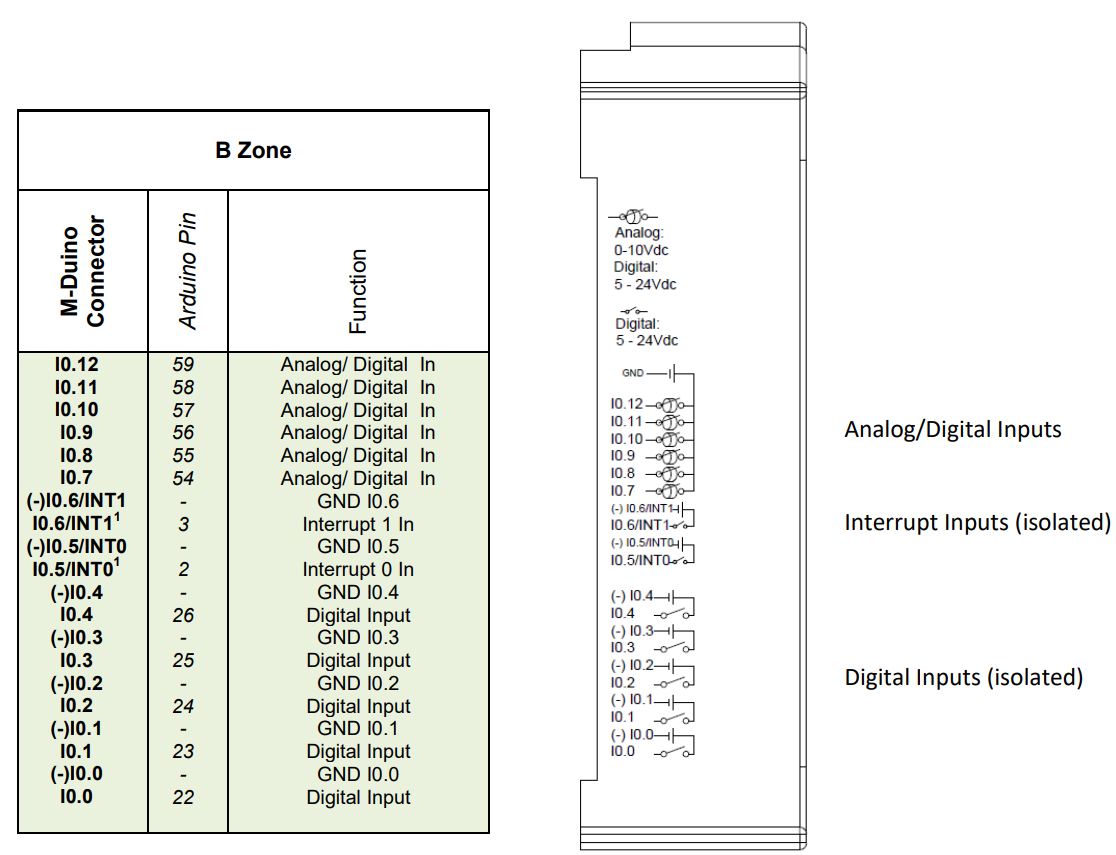 B Zone
M-Duino
Connector
Arduino Pin
Function
I0.12 59 Analog/ Digital In
I0.11 58 Analog/ Digital In
I0.10 57 Analog/ Digital In
I0.9 56 Analog/ Digital In
I0.8 55 Analog/ Digital In
I0.7 54 Analog/ Digital In
(-)I0.6/INT1 - GND I0.6
I0.6/INT1¹ 3 Interrupt 1 In
(-)I0.5/INT0 - GND I0.5
I0.5/INT0¹ 2 Interrupt 0 In
(-)I0.4 - GND I0.4
I0.4 26 Digital Input
(-)I0.3 - GND I0.3
I0.3 25 Digital Input
(-)I0.2 - GND I0.2
I0.2 24 Digital Input
(-)I0.1 - GND I0.1
I0.1 23 Digital Input
(-)I0.0 - GND I0.0
I0.0 22 Digital Input
Analog:
0-10Vdc
Digital:
5 - 24Vdc
Digital:
5 - 24Vdc
GND
I0.12
I0.11
I0.10
I0.9
I0.8
I0.7
(-) I0.6/INT1
I0.6/INT1
(-) I0.5/INT0
I0.5/INT0
(-) I0.4
I0.4
(-) I0.3
I0.3
(-) I0.2
I0.2
(-) I0.1
I0.1
(-) I0.0
I0.0
Analog/Digital Inputs
Interrupt Inputs (isolated)
Digital Inputs (isolated)